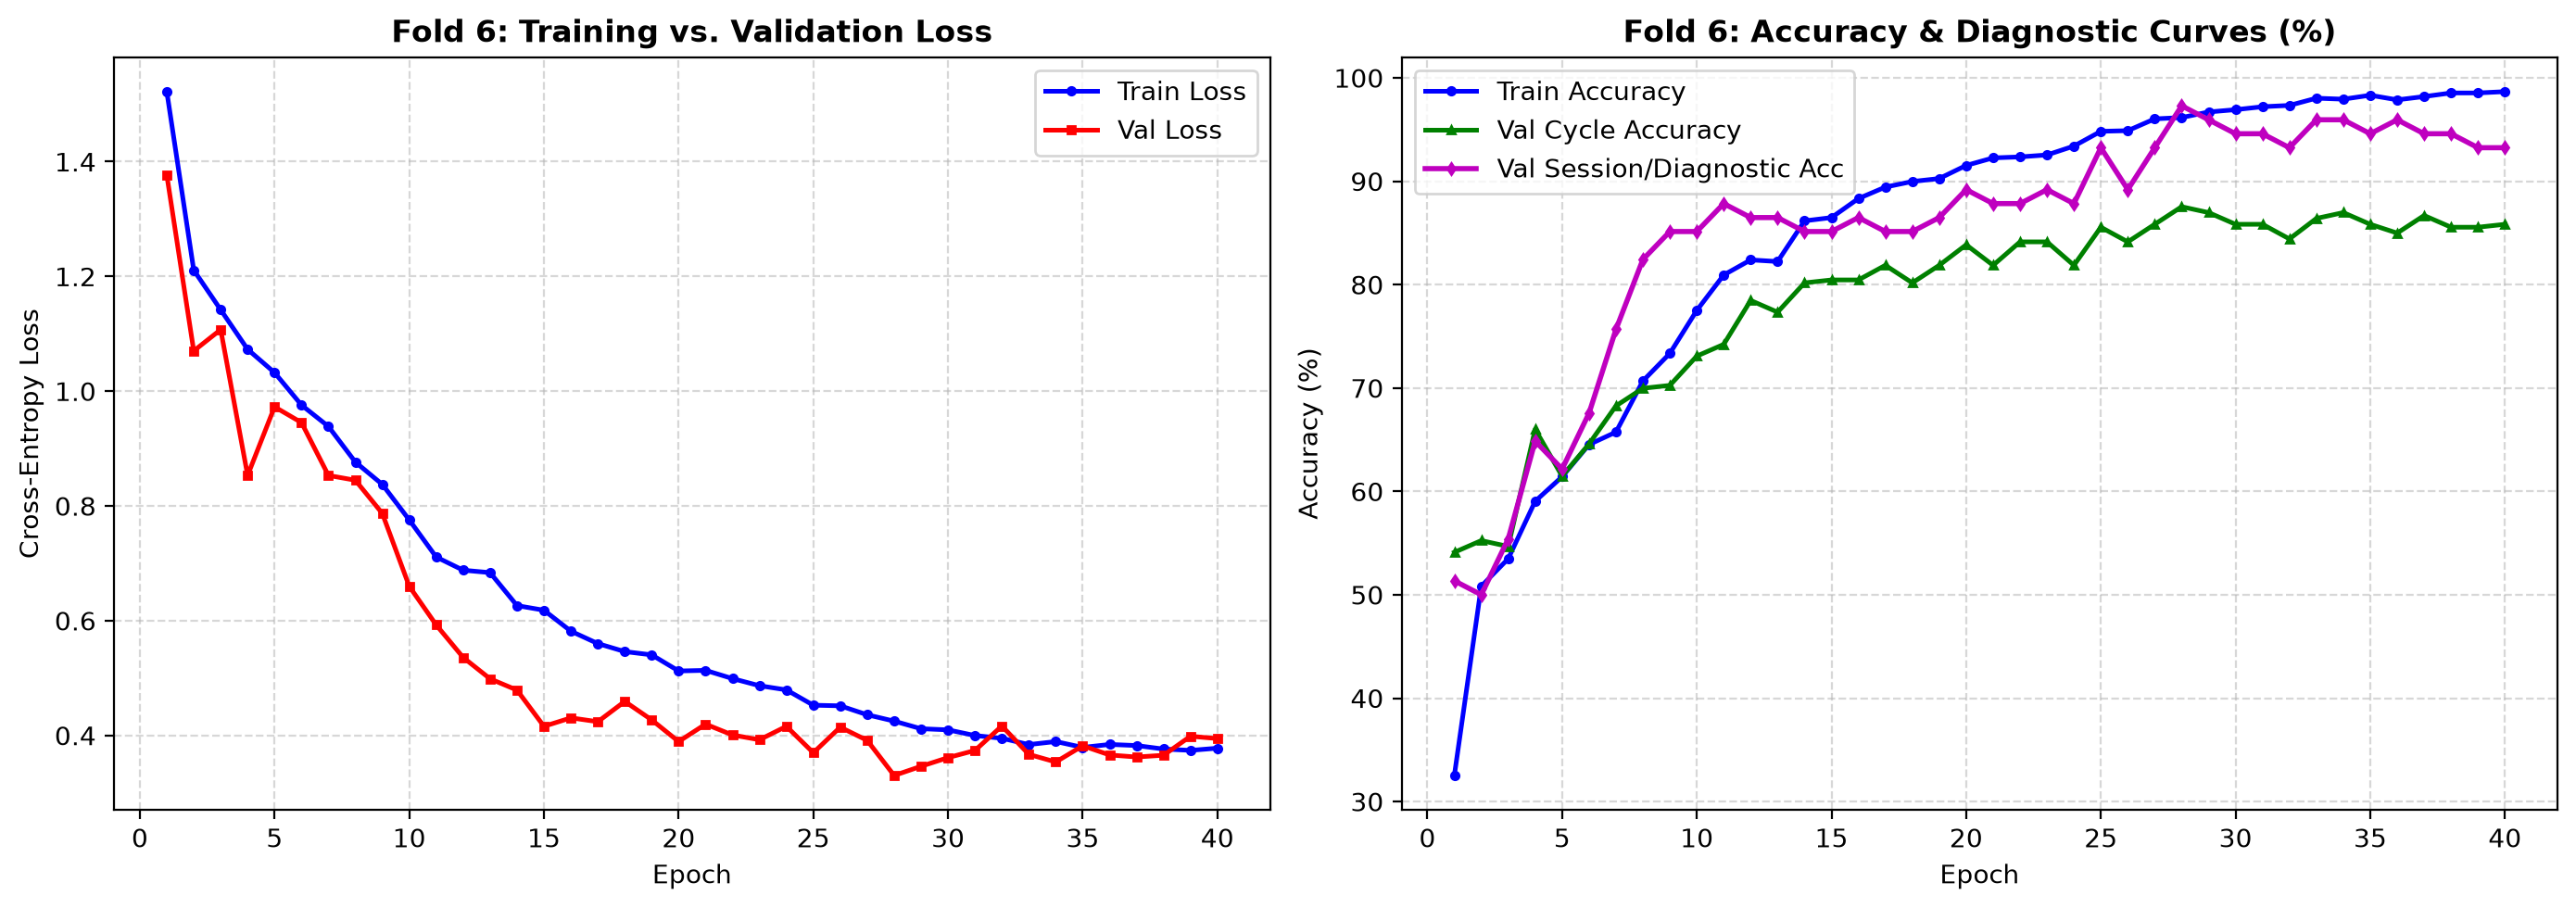 Fold 6: Training vs. Validation Loss
Train Loss
Val Loss
Cross-Entropy Loss
1.4
1.2
1.0
0.8
0.6
0.4
0 5 10 15 20 25 30 35 40
Epoch
Fold 6: Accuracy & Diagnostic Curves (%)
Train Accuracy
Val Cycle Accuracy
Val Session/Diagnostic Acc
Accuracy (%)
100
90
80
70
60
50
40
30
0 5 10 15 20 25 30 35 40
Epoch